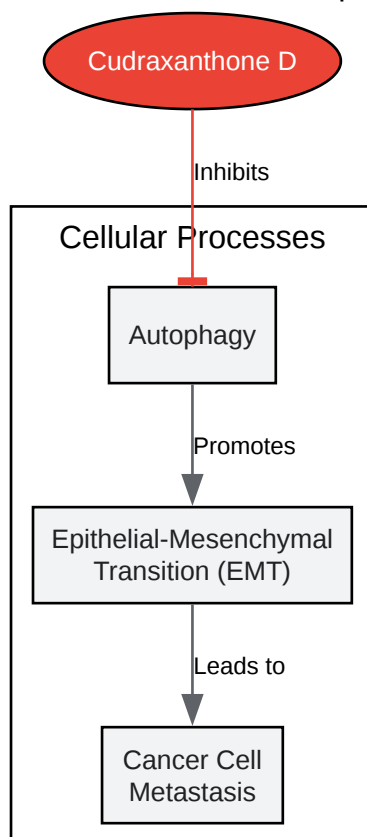 Cudraxanthone D
Inhibits
Cellular Processes
Autophagy
Promotes
Epithelial-Mesenchymal
Transition (EMT)
Leads to
Cancer Cell
Metastasis